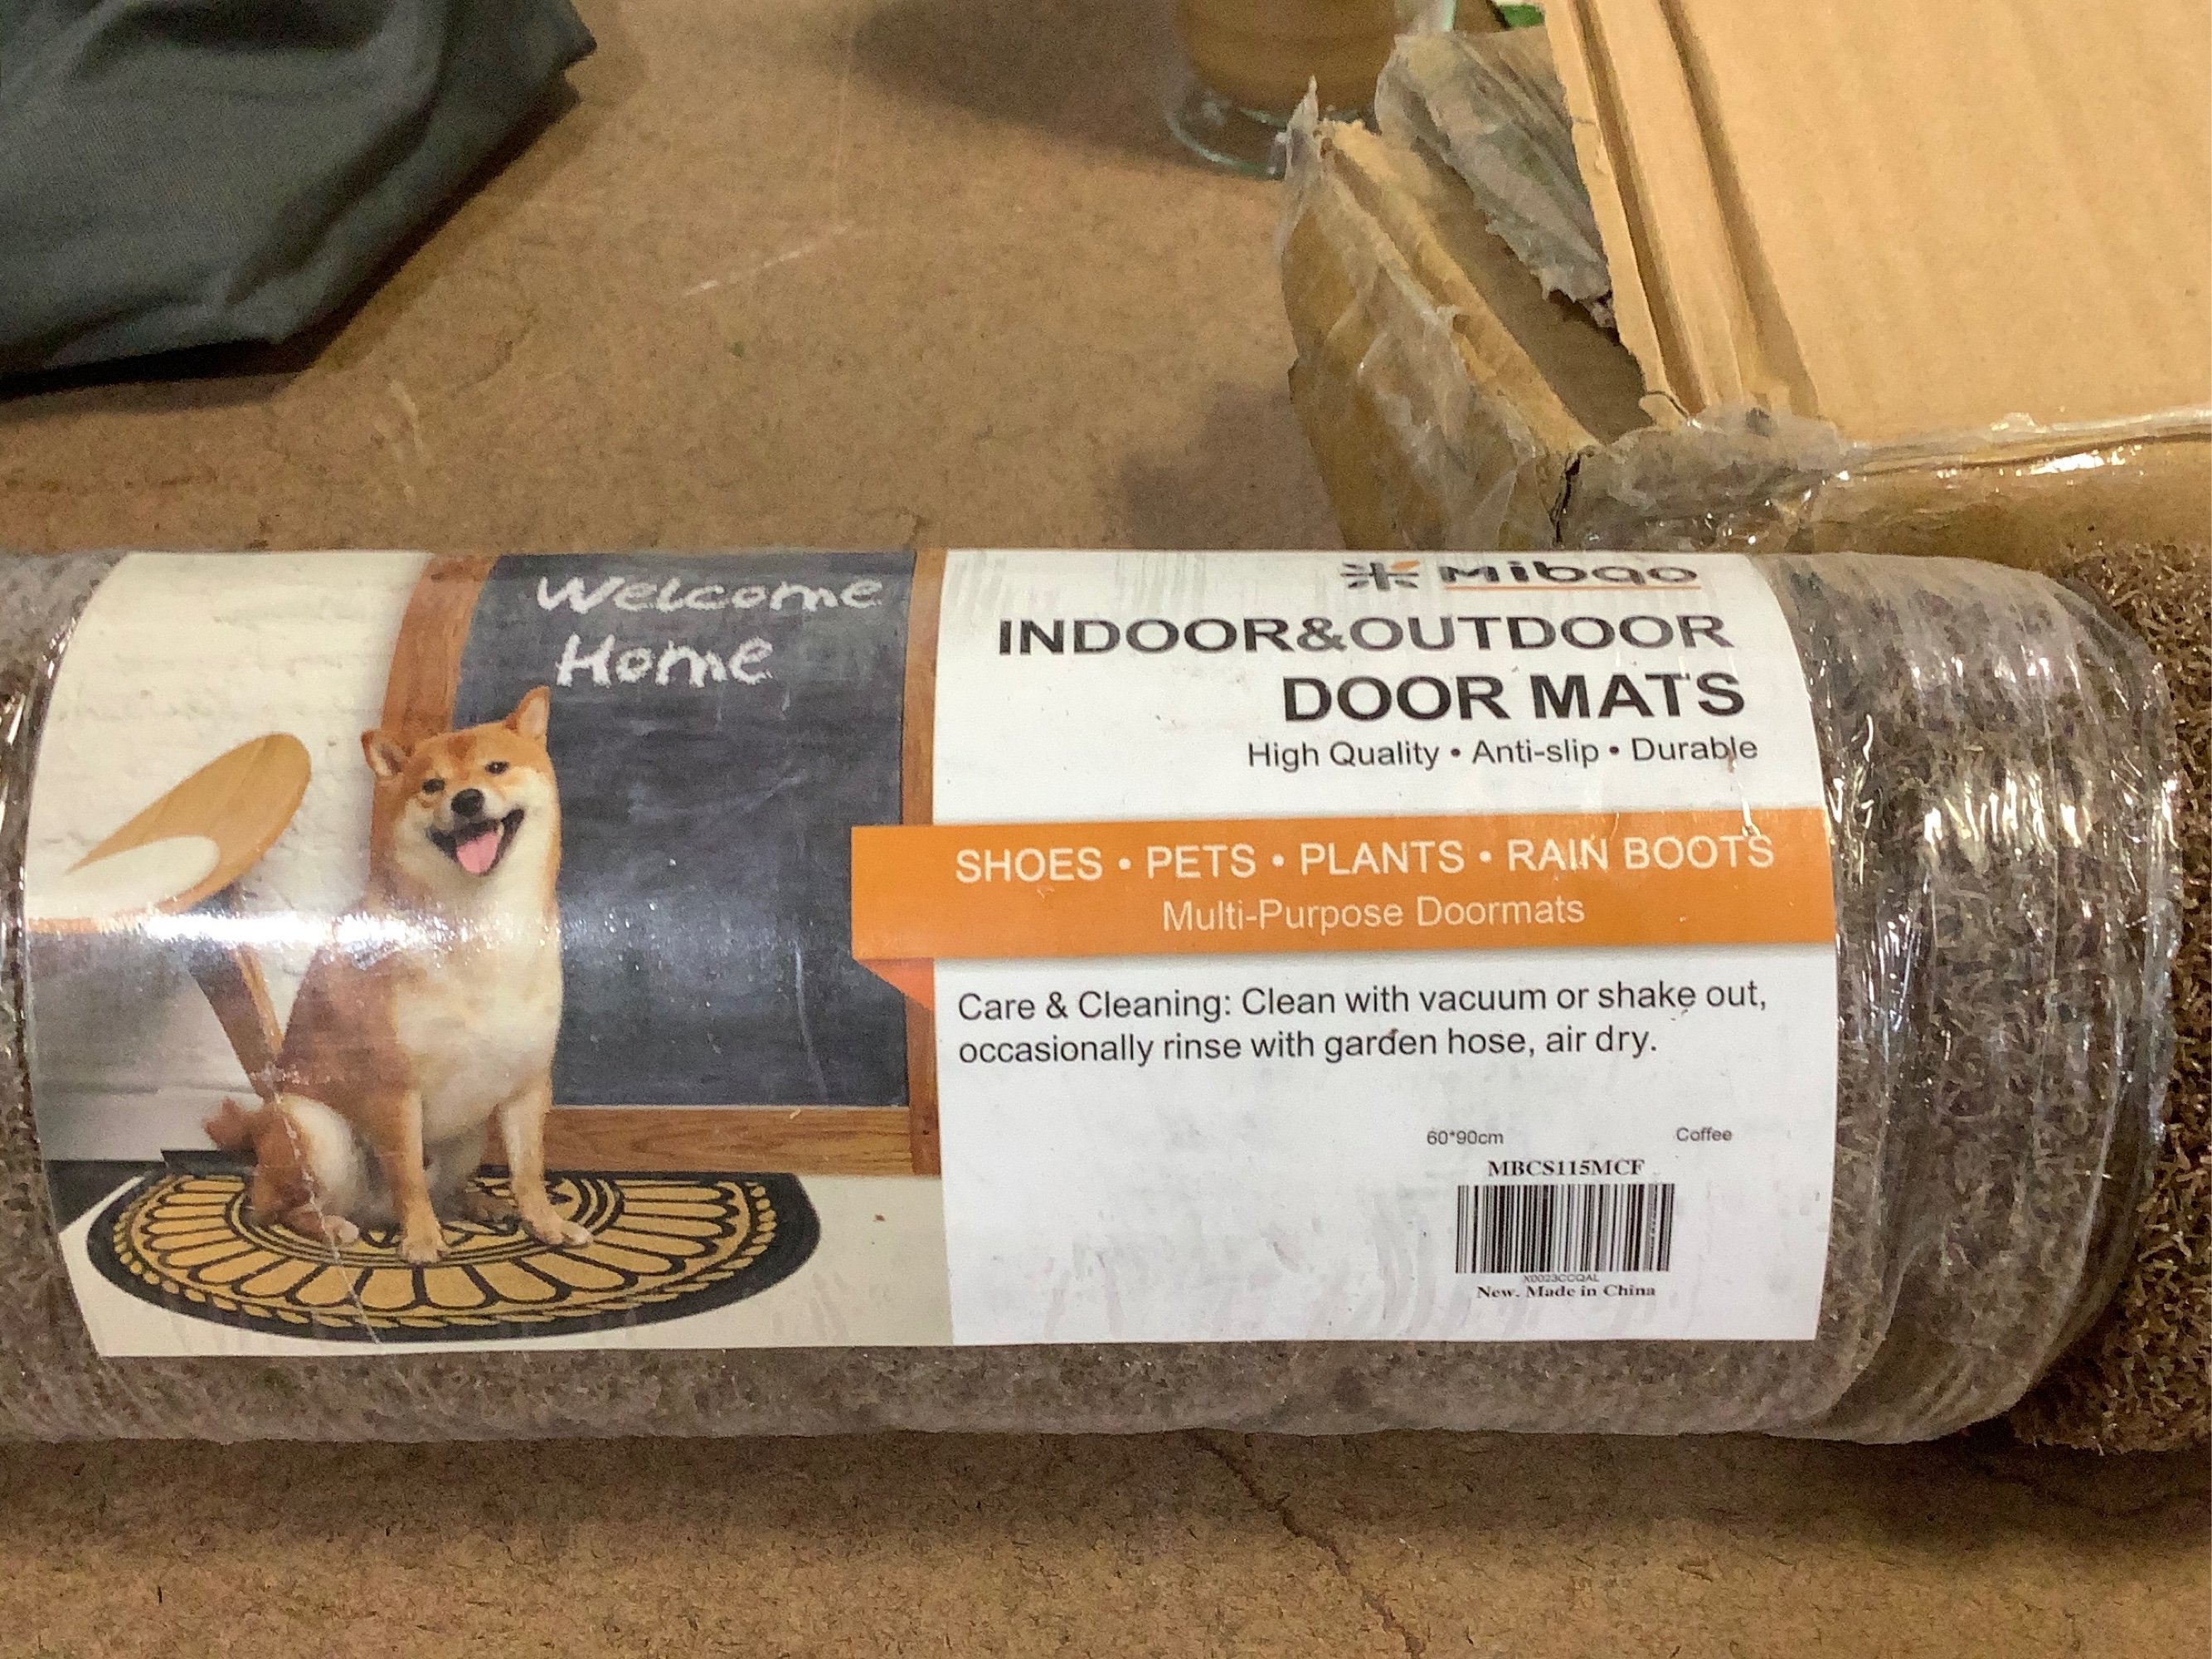 Welcome
Home
Mibao
INDOOR&OUTDOOR
DOOR MATS
High Quality • Anti-slip • Durable
SHOES • PETS • PLANTS • RAIN BOOTS
Multi-Purpose Doormats
Care & Cleaning: Clean with vacuum or shake out,
occasionally rinse with garden hose, air dry.
60*90cm Coffee
MBCS115MCF
X0023CCQAL
New. Made in China